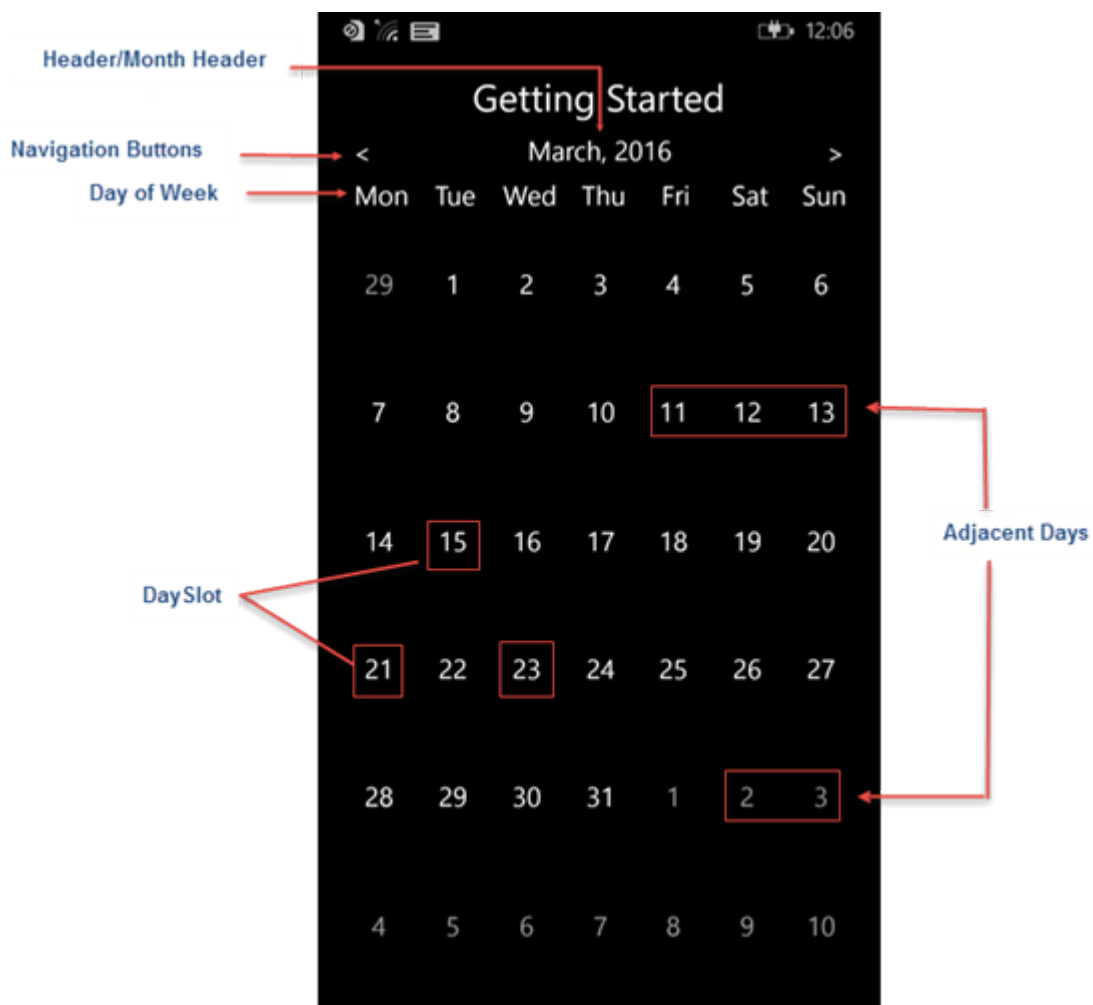 12:06
Header/Month Header
Getting Started
Navigation Buttons < March, 2016 >
Day of Week Mon Tue Wed Thu Fri Sat Sun
29 1 2 3 4 5 6
7 8 9 10 11 12 13
14 15 16 17 18 19 20
Adjacent Days
DaySlot
21 22 23 24 25 26 27
28 29 30 31 1 2 3
4 5 6 7 8 9 10